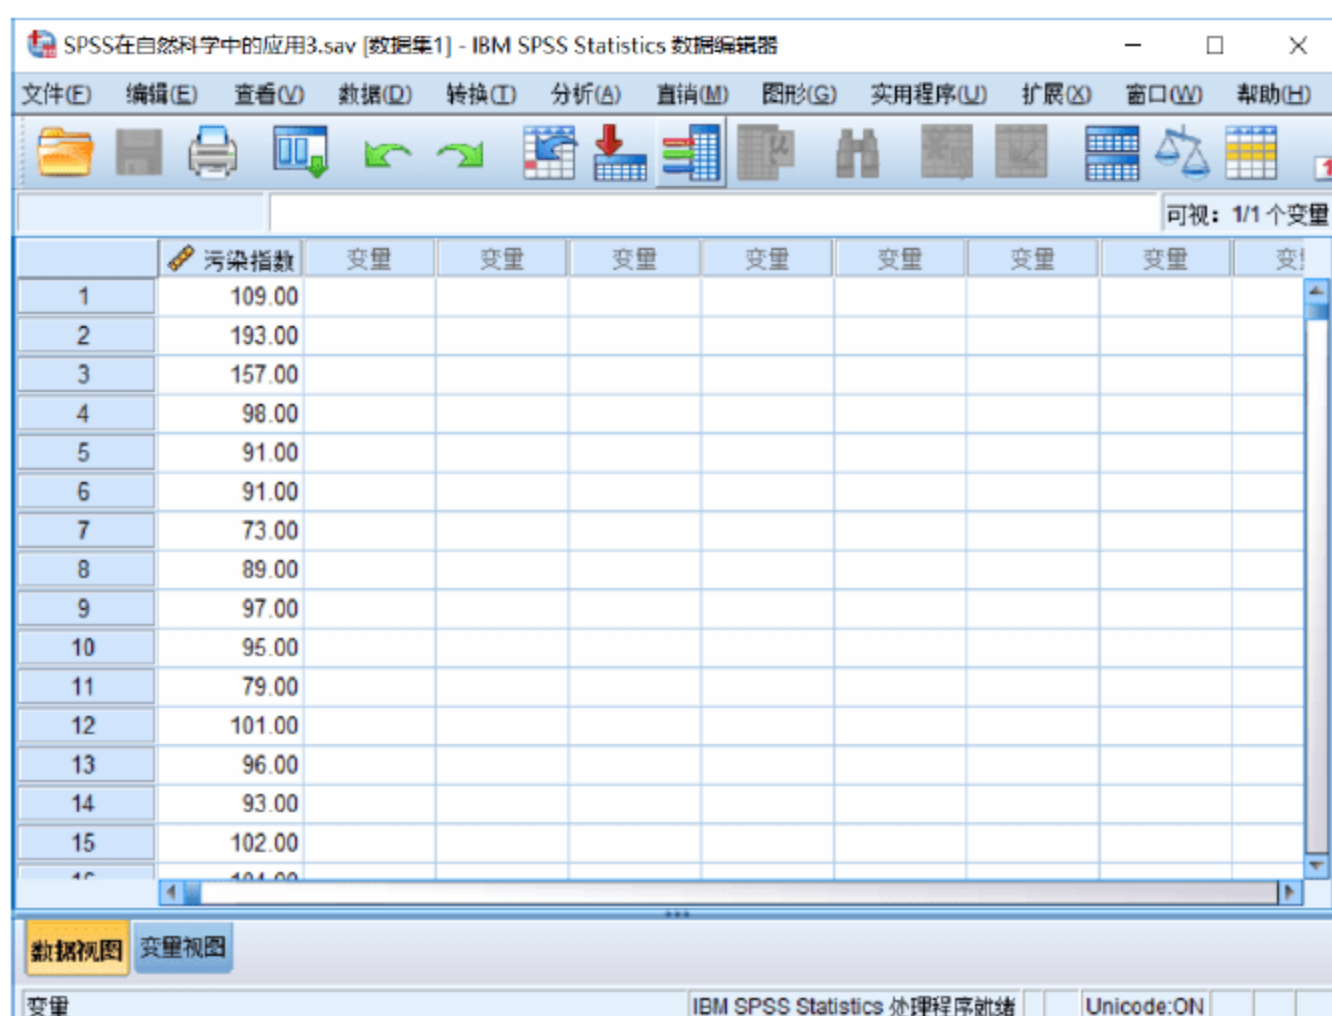 SPSS在自然科学中的应用3.sav [数据集1] - IBM SPSS Statistics 数据编辑器
文件(F) 编辑(E) 查看(V) 数据(D) 转换(T) 分析(A) 直销(M) 图形(G) 实用程序(U) 扩展(X) 窗口(W) 帮助(H)
可视： 1/1 个变量
污染指数 变量 变量 变量 变量 变量 变量 变量
1 109.00
2 193.00
3 157.00
4 98.00
5 91.00
6 91.00
7 73.00
8 89.00
9 97.00
10 95.00
11 79.00
12 101.00
13 96.00
14 93.00
15 102.00
数据视图 变量视图
变量 IBM SPSS Statistics 处理程序就绪 Unicode:ON